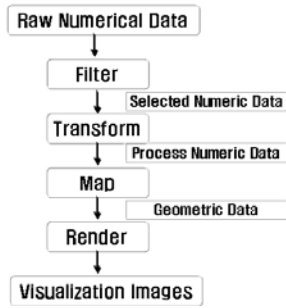 Raw Numerical Data
Filter
Selected Numeric Data
Transform
Process Numeric Data
Map
Geometric Data
Render
Visualization Images